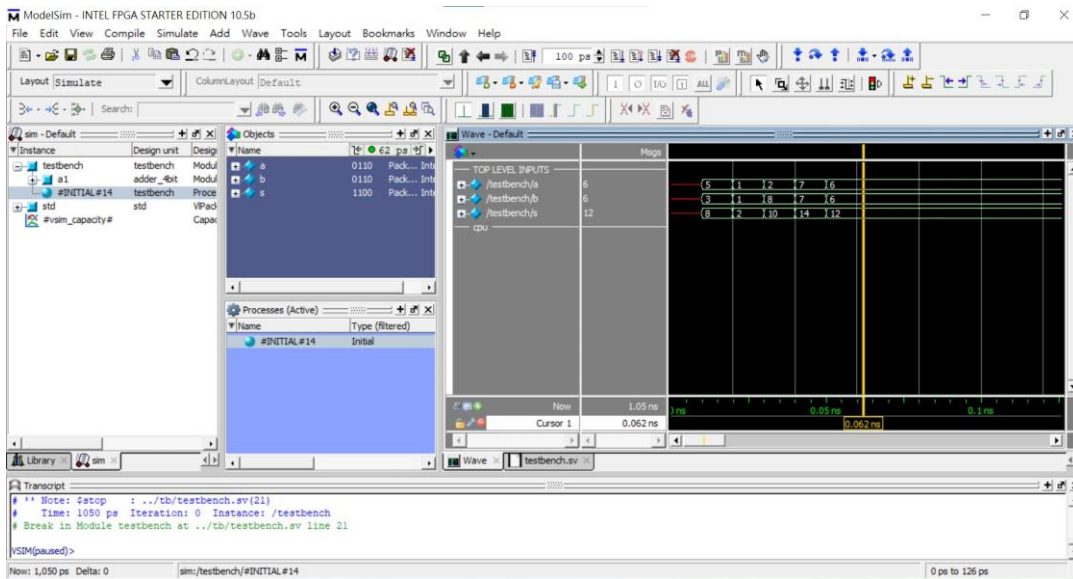 ModelSim - INTEL FPGA STARTER EDITION 10.5b
File Edit View Compile Simulate Add Wave Tools Layout Bookmarks Window Help
100 ps
Layout Simulate
ColumnLayout Default
Search:
sim - Default
Instance Design unit Desig
testbench testbench Modul
a1 adder_4bit Modul
#INITIAL#14 testbench Proce
std std VlPad
#vsim_capacity# Capac
Library sim
Objects
Name 62 ps
a 0110 Pack... Inte
b 0110 Pack... Inte
s 1100 Pack... Inte
Processes (Active)
Name Type (filtered)
#INITIAL#14 Initial
Wave - Default
Msgs
TOP LEVEL INPUTS
/testbench/a 6 5 1 2 7 6
/testbench/b 6 3 1 8 7 6
/testbench/s 12 8 2 10 14 12
cpu
Now 1.05 ns ns 0.05 ns 0.1 ns
Cursor 1 0.062 ns 0.062 ns
Wave testbench.sv
Transcript
# ** Note: $stop : ../tb/testbench.sv(21)
# Time: 1050 ps Iteration: 0 Instance: /testbench
# Break in Module testbench at ../tb/testbench.sv line 21
VSIM(paused)>
Now: 1,050 ps Delta: 0 sim:/testbench/#INITIAL#14 0 ps to 126 ps